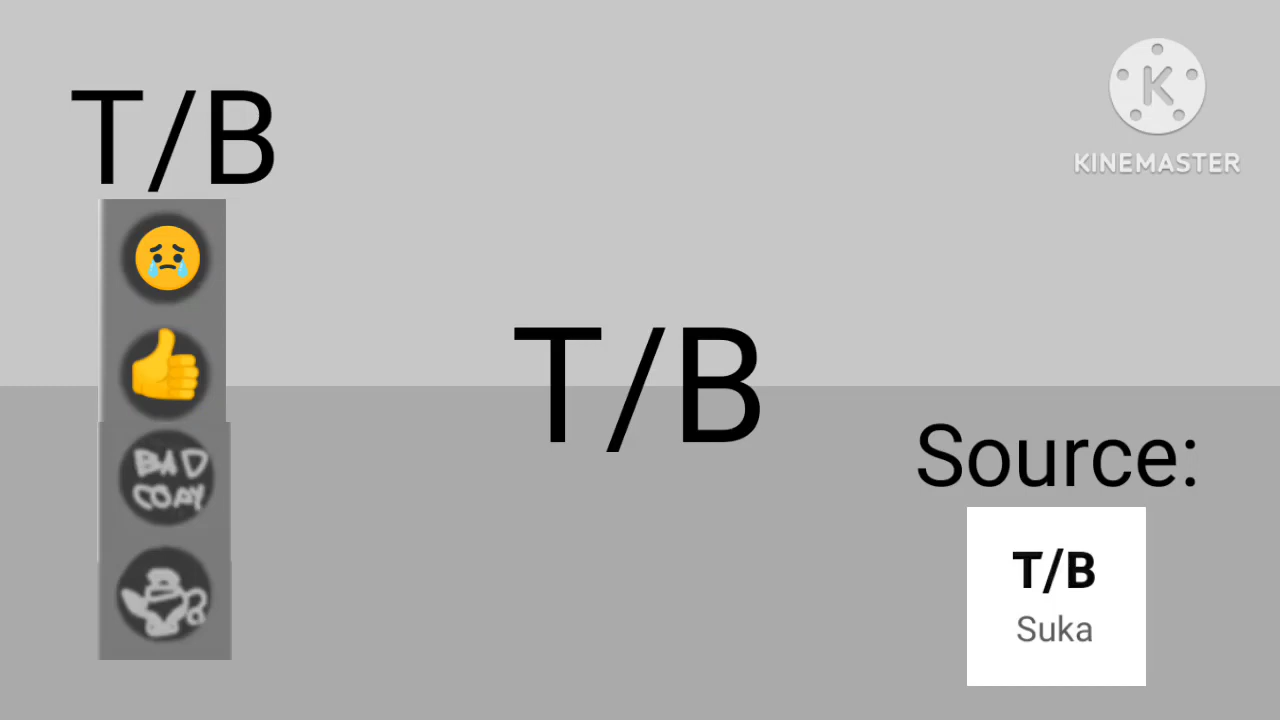 T/B
K
KINEMASTER
BAD
COPY
T/B
Source:
T/B
Suka